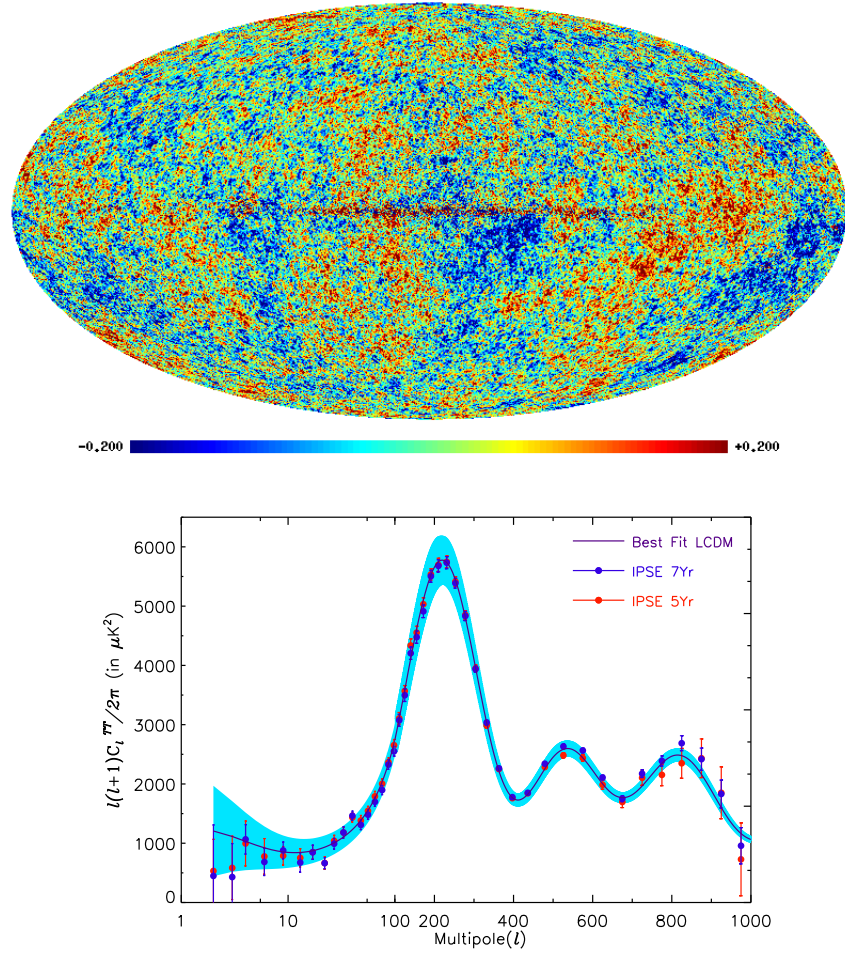 -0.200 +0.200
6000
5000
4000
3000
2000
1000
0
l(l+1)C_l^TT/2π (in μK²)
Best Fit LCDM
IPSE 7Yr
IPSE 5Yr
1 10 100 200 400 600 800 1000
Multipole(l)